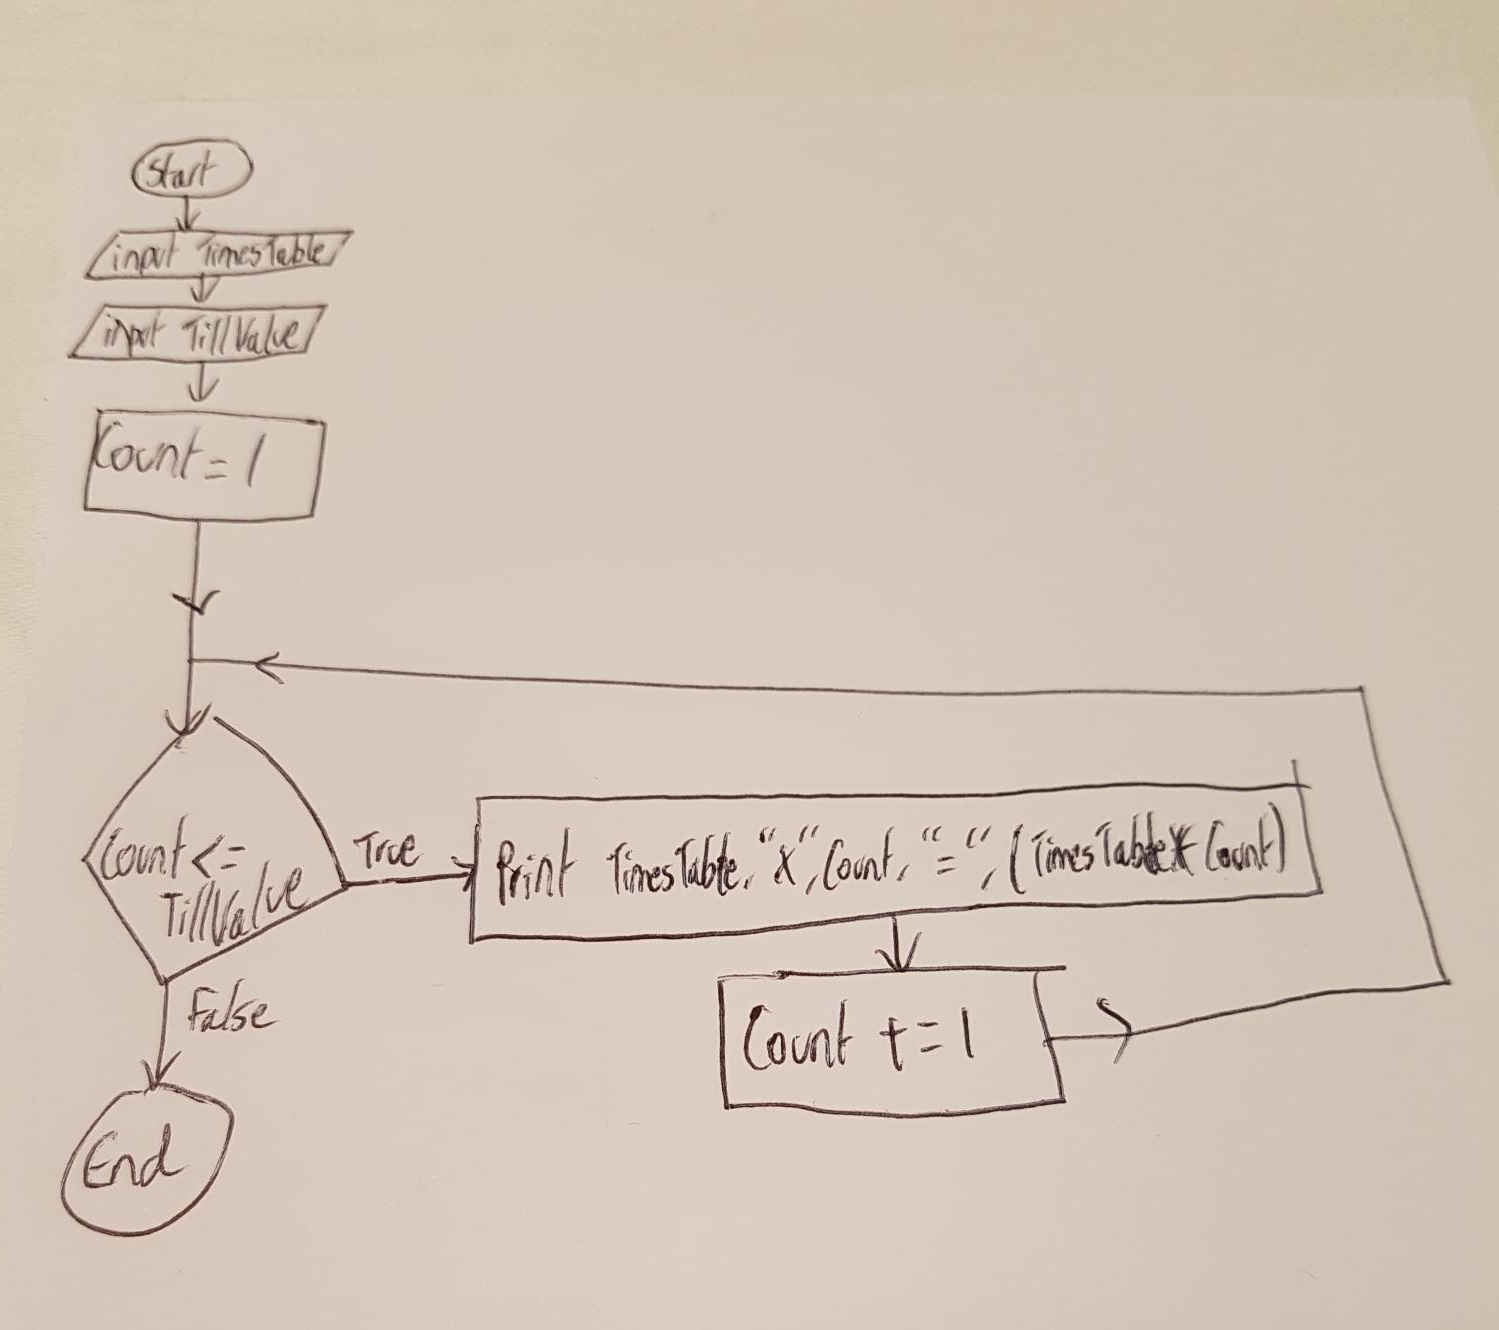 Start
input TimesTable
input TillValue
Count = 1
Count <=
TillValue
True
Print TimesTable, "x", Count, "=", (TimesTable * Count)
Count += 1
False
End